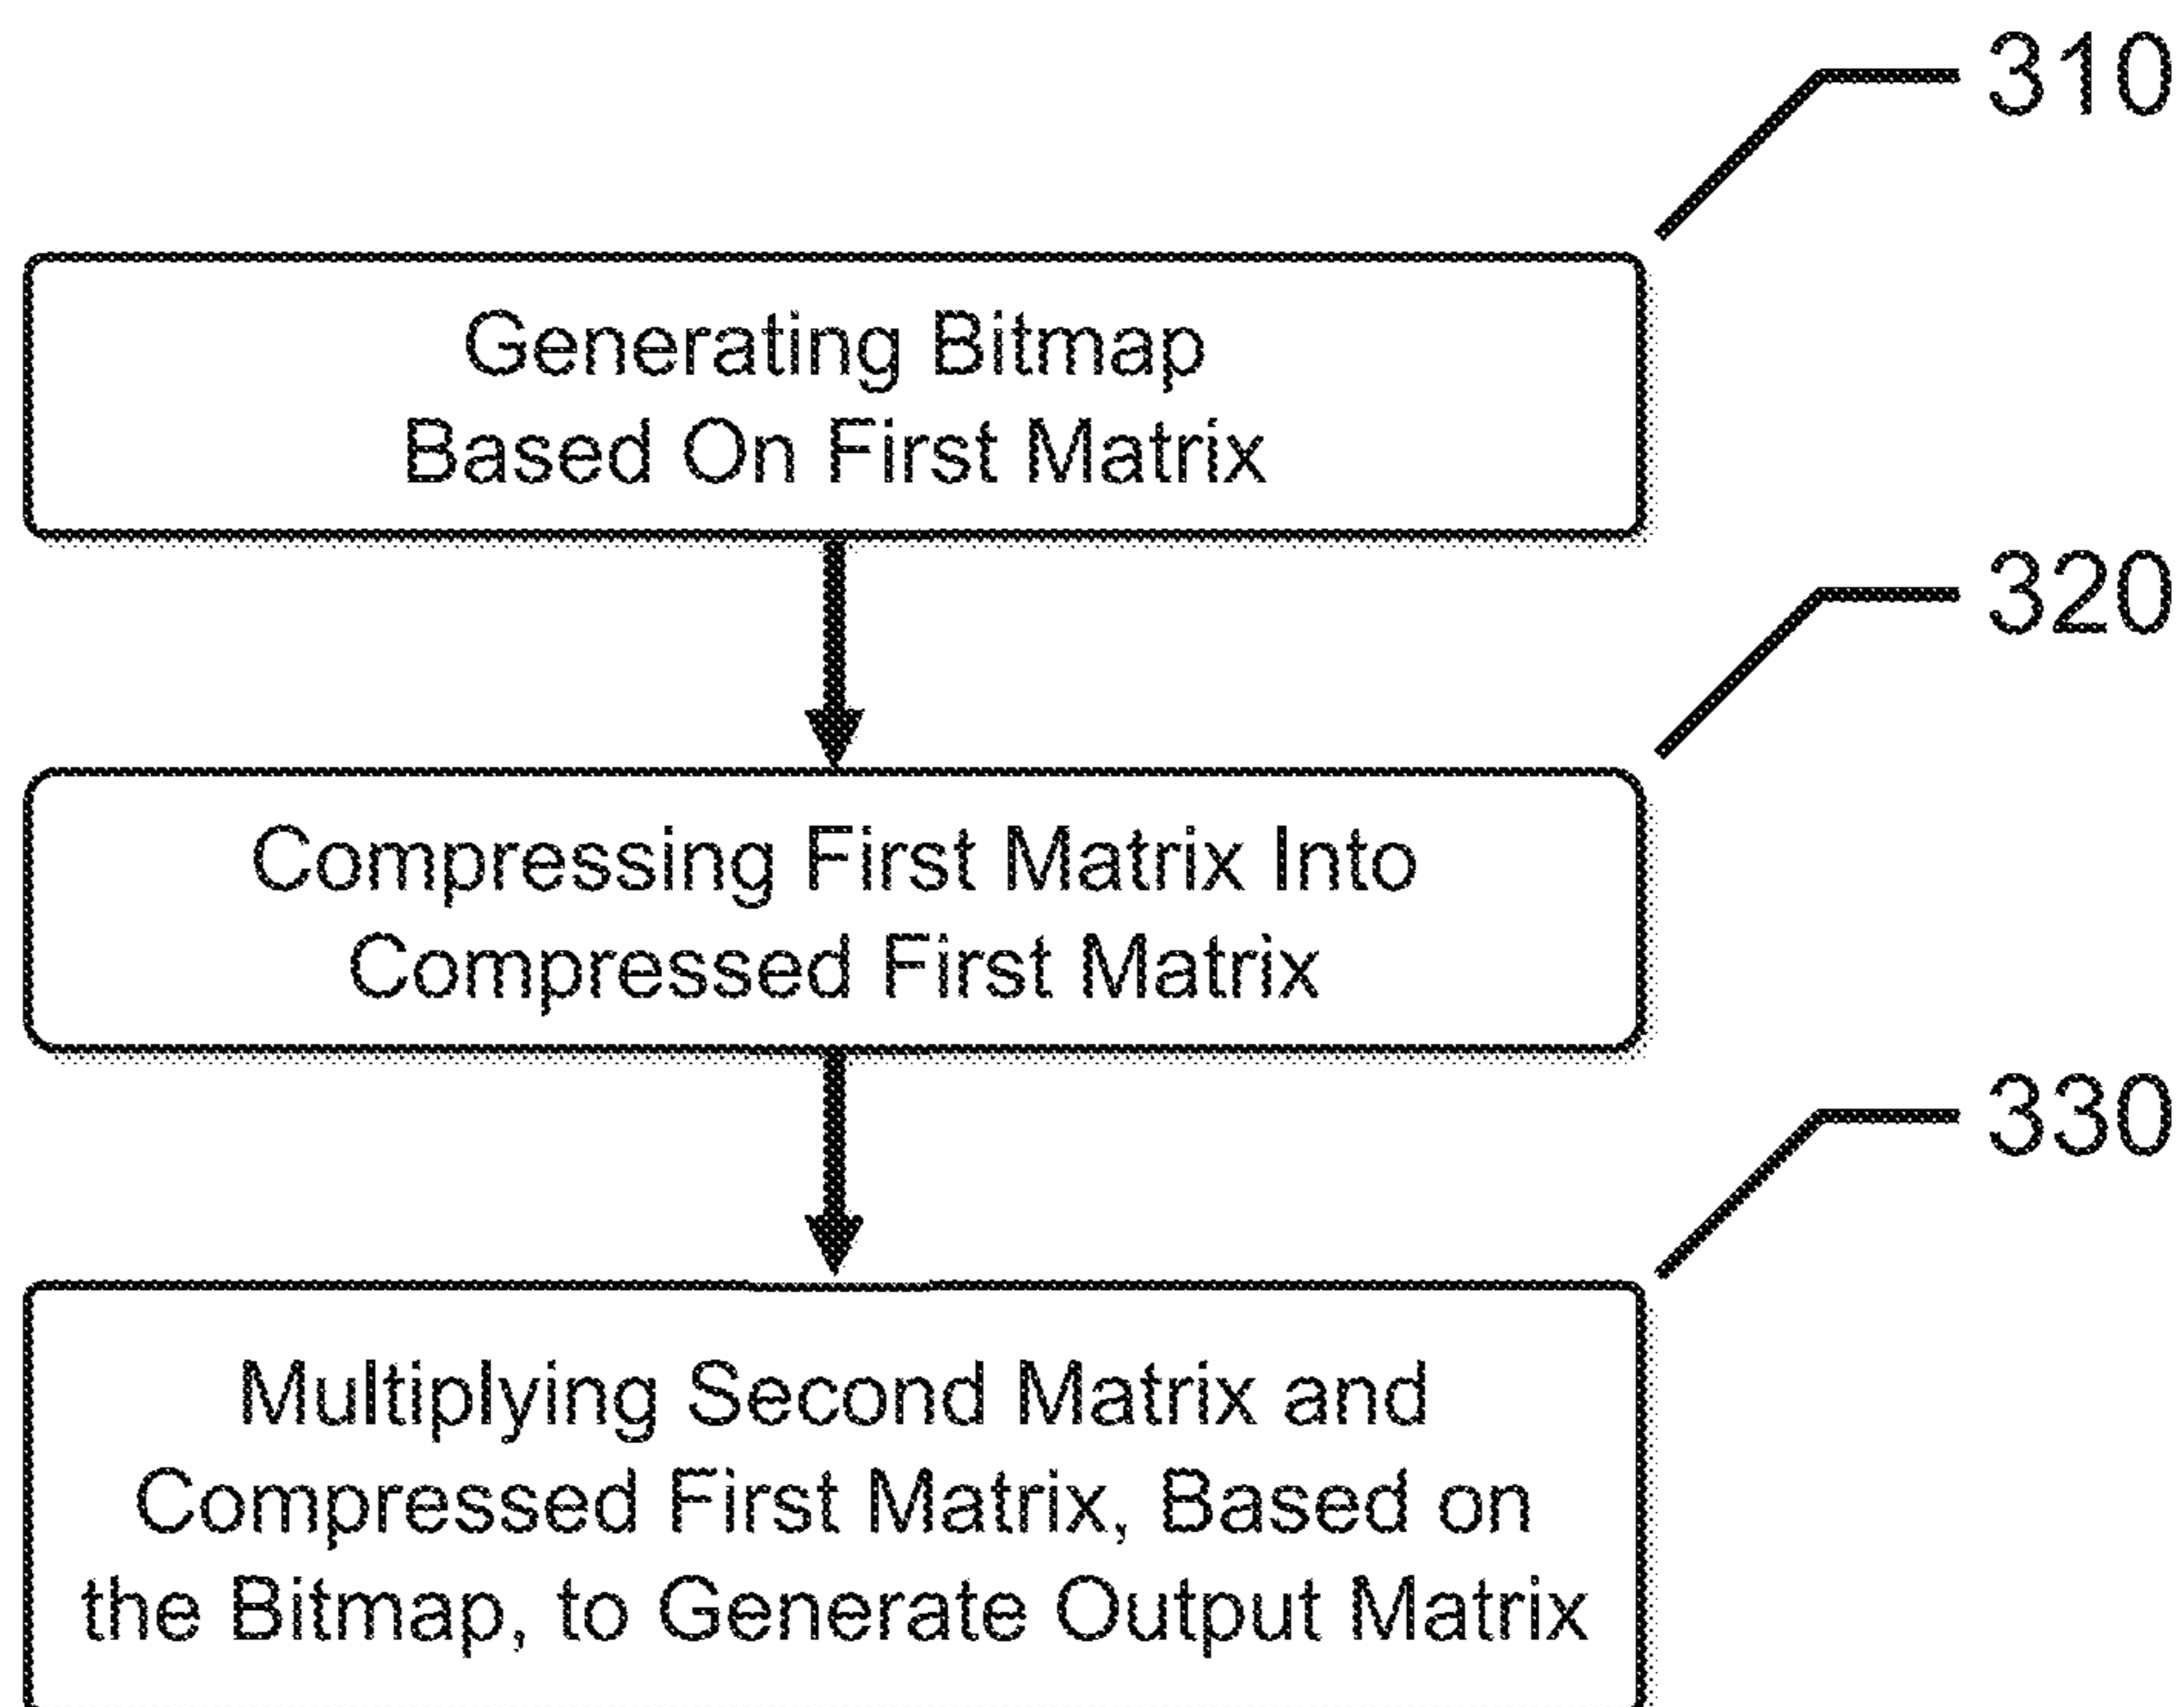 310
Generating Bitmap
Based On First Matrix
320
Compressing First Matrix Into
Compressed First Matrix
330
Multiplying Second Matrix and
Compressed First Matrix, Based on
the Bitmap, to Generate Output Matrix